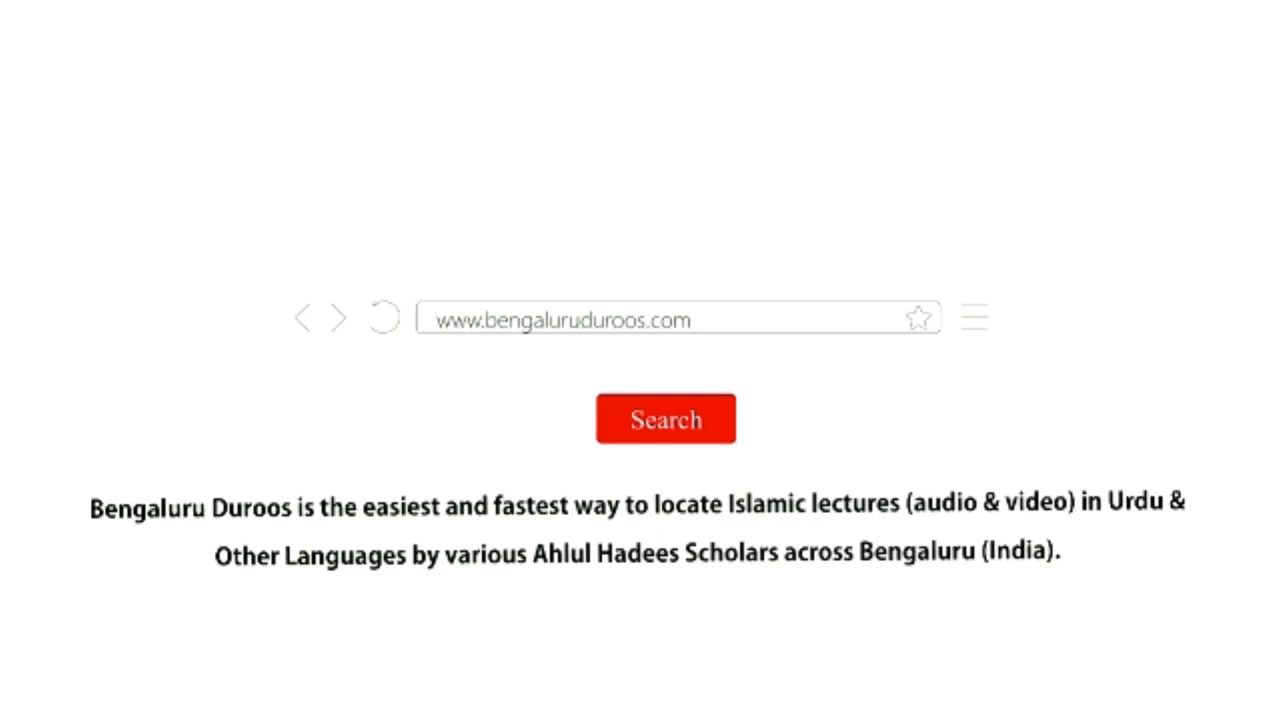 www.bengaluruduroos.com
Search
Bengaluru Duroos is the easiest and fastest way to locate Islamic lectures (audio & video) in Urdu &
Other Languages by various Ahlul Hadees Scholars across Bengaluru (India).